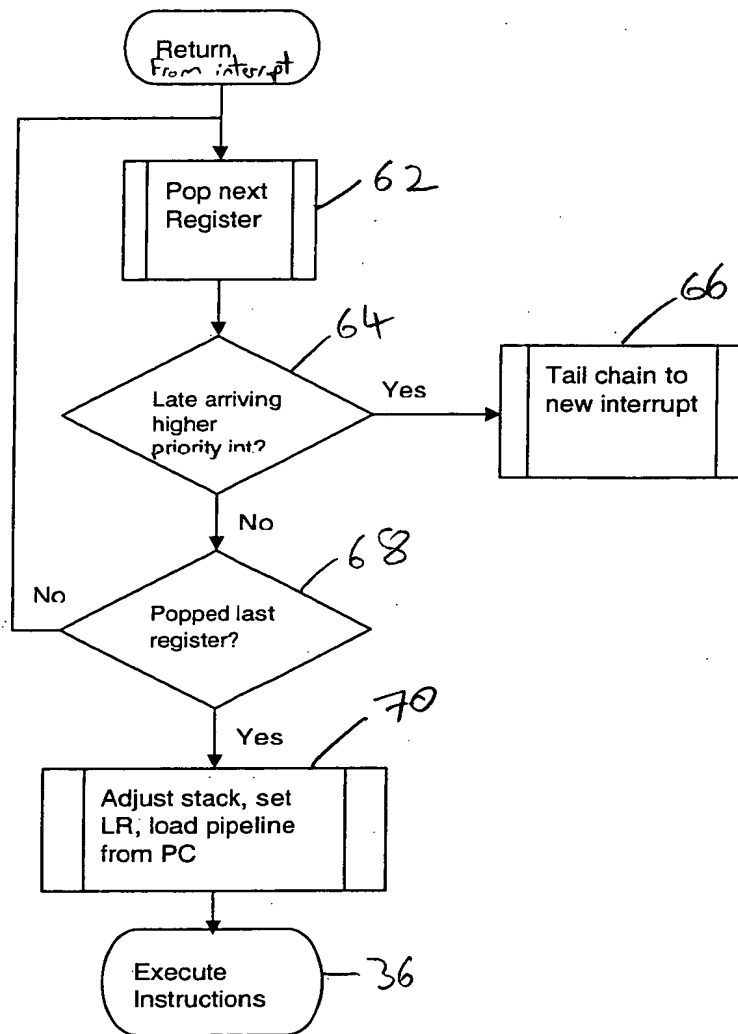 Return
From interrupt
Pop next
Register
62
64
Late arriving
higher
priority int?
Yes
66
Tail chain to
new interrupt
No
68
No
Popped last
register?
70
Yes
Adjust stack, set
LR, load pipeline
from PC
Execute
Instructions
36